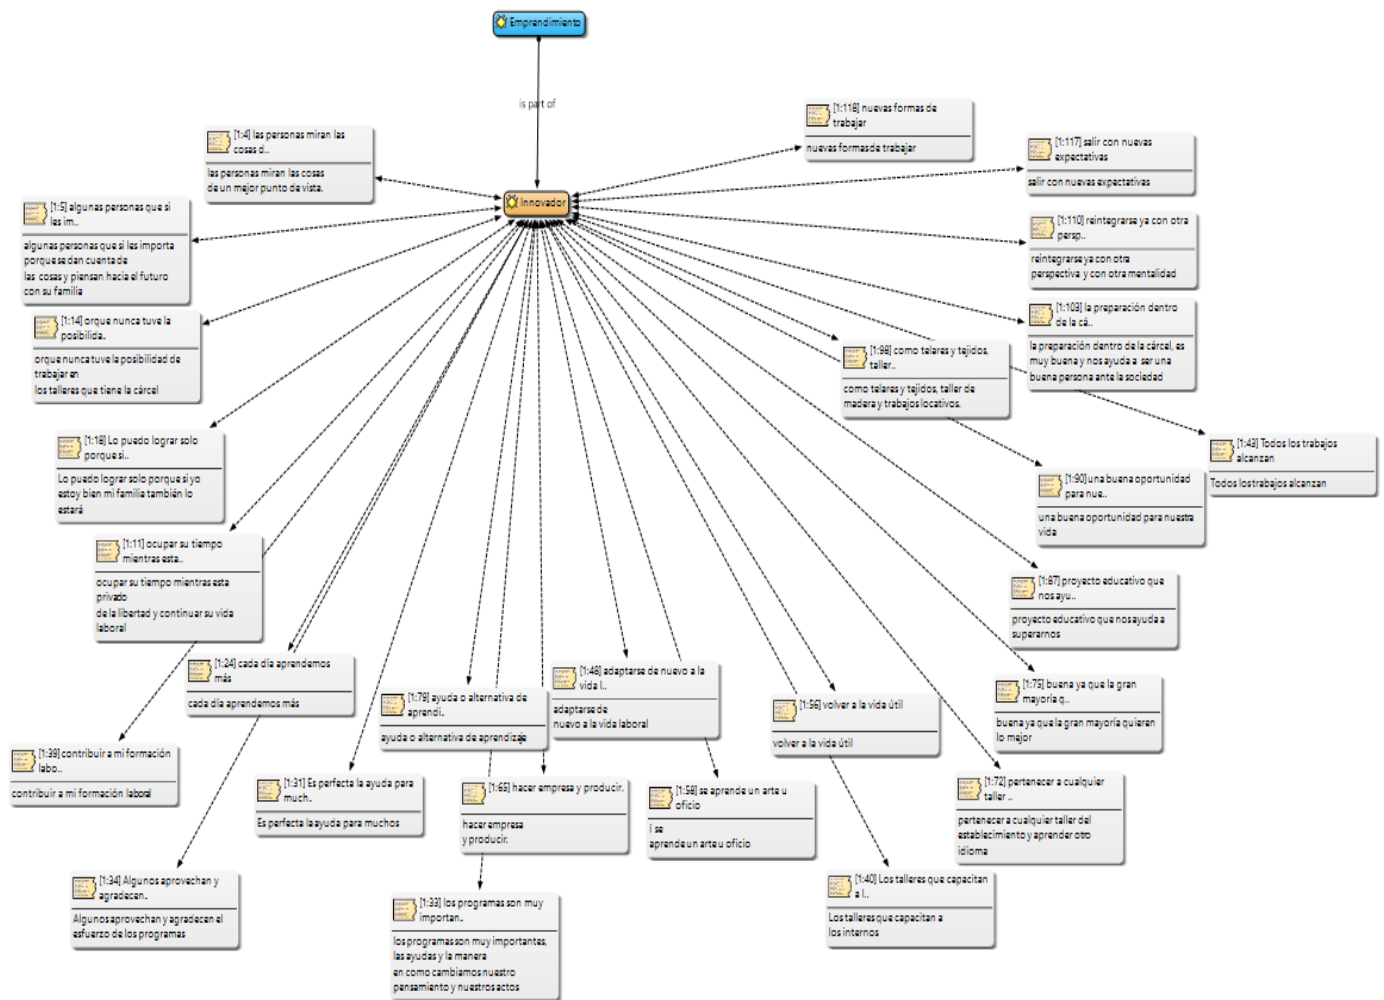 Emprendimiento
is part of
Innovador
[1:4] las personas miran las
cosas d..
las personas miran las cosas
de un mejor punto de vista.
[1:118] nuevas formas de
trabajar
nuevas formas de trabajar
[1:117] salir con nuevas
expectativas
salir con nuevas expectativas
[1:5] algunas personas que si
les im..
algunas personas que si les importa
porque se dan cuenta de
las cosas y piensan hacia el futuro
con su familia
[1:110] reintegrarse ya con otra
persp..
reintegrarse ya con otra
perspectiva y con otra mentalidad
[1:14] orque nunca tuve la
posibilida..
orque nunca tuve la posibilidad de
trabajar en
los talleres que tiene la cárcel
[1:103] la preparación dentro
de la cá..
la preparación dentro de la cárcel, es
muy buena y nos ayuda a ser una
buena persona ante la sociedad
[1:98] como telares y tejidos,
taller..
como telares y tejidos, taller de
madera y trabajos locativos.
[1:18] Lo puedo lograr solo
porque si..
Lo puedo lograr solo porque si yo
estoy bien mi familia también lo
estará
[1:43] Todos los trabajos
alcanzan
Todos los trabajos alcanzan
[1:90] una buena oportunidad
para nue..
una buena oportunidad para nuestra
vida
[1:11] ocupar su tiempo
mientras esta..
ocupar su tiempo mientras esta
privado
de la libertad y continuar su vida
laboral
[1:87] proyecto educativo que
nos ayu..
proyecto educativo que nos ayuda a
superarnos
[1:24] cada día aprendemos
más
cada día aprendemos más
[1:79] ayuda o alternativa de
aprendi..
ayuda o alternativa de aprendizaje
[1:48] adaptarse de nuevo a la
vida l..
adaptarse de
nuevo a la vida laboral
[1:56] volver a la vida útil
volver a la vida útil
[1:75] buena ya que la gran
mayoría q..
buena ya que la gran mayoría quieren
lo mejor
[1:39] contribuir a mi formación
labo..
contribuir a mi formación laboral
[1:31] Es perfecta la ayuda para
much..
Es perfecta la ayuda para muchos
[1:65] hacer empresa y producir.
hacer empresa
y producir.
[1:58] se aprende un arte u
oficio
í se
aprende un arte u oficio
[1:72] pertenecer a cualquier
taller ..
pertenecer a cualquier taller del
establecimiento y aprender otro
idioma
[1:34] Algunos aprovechan y
agradecen..
Algunos aprovechan y agradecen el
esfuerzo de los programas
[1:33] los programas son muy
importan..
los programas son muy importantes,
las ayudas y la manera
en como cambiamos nuestro
pensamiento y nuestros actos
[1:40] Los talleres que capacitan
a l..
Los talleres que capacitan a
los internos